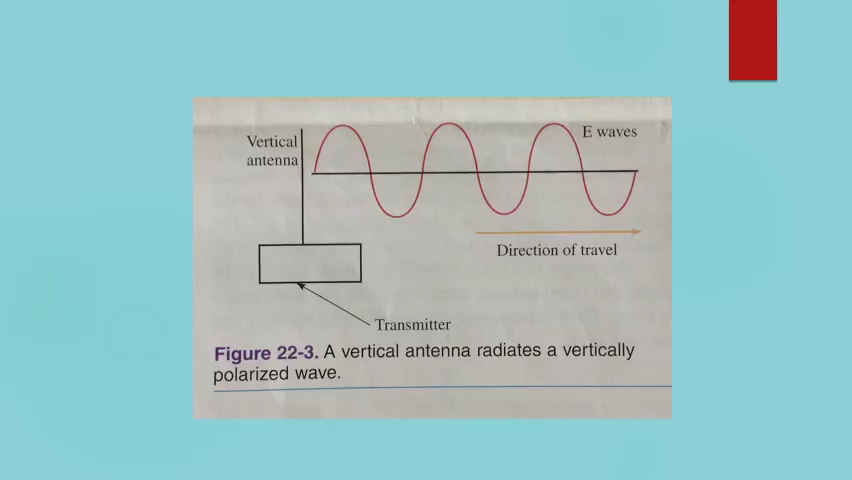 Vertical
antenna
E waves
Direction of travel
Transmitter
Figure 22-3. A vertical antenna radiates a vertically
polarized wave.